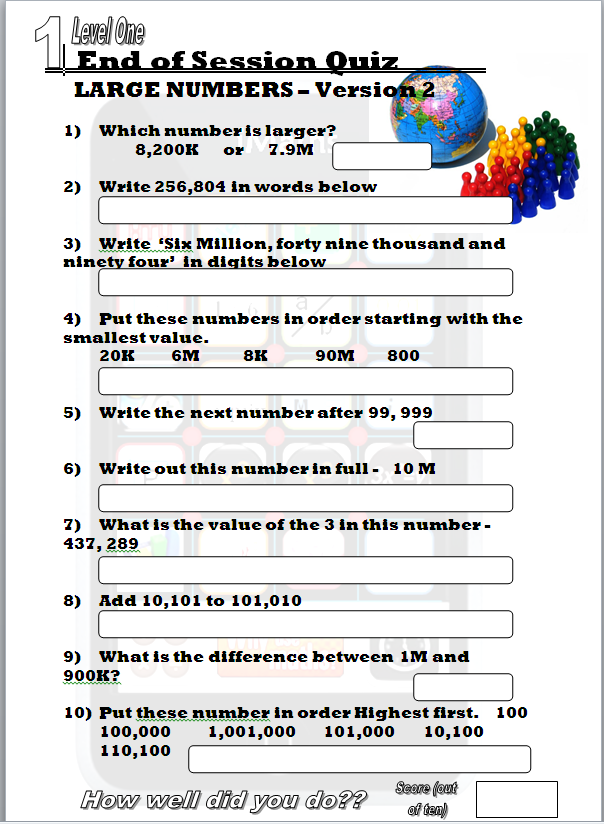 1 Level One
End of Session Quiz
LARGE NUMBERS – Version 2
1) Which number is larger?
8,200K or 7.9M
2) Write 256,804 in words below
3) Write ‘Six Million, forty nine thousand and
ninety four’ in digits below
4) Put these numbers in order starting with the
smallest value.
20K 6M 8K 90M 800
5) Write the next number after 99, 999
6) Write out this number in full - 10 M
7) What is the value of the 3 in this number -
437, 289
8) Add 10,101 to 101,010
9) What is the difference between 1M and
900K?
10) Put these number in order Highest first. 100
100,000 1,001,000 101,000 10,100
110,100
How well did you do??
Score (out
of ten)